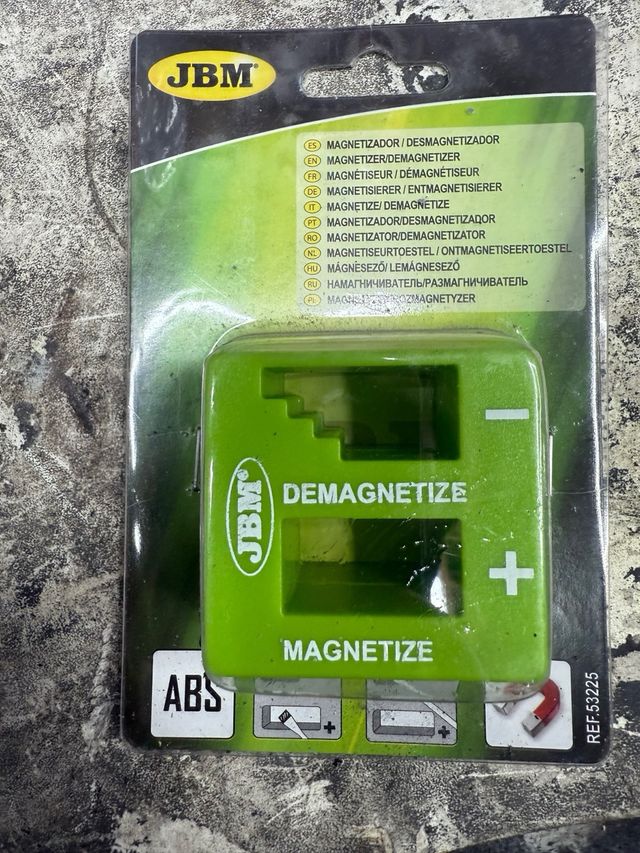 JBM®
ES MAGNETIZADOR / DESMAGNETIZADOR
EN MAGNETIZER/DEMAGNETIZER
FR MAGNÉTISEUR / DÉMAGNÉTISEUR
DE MAGNETISIERER / ENTMAGNETISIERER
IT MAGNETIZE/ DEMAGNETIZE
PT MAGNETIZADOR/DESMAGNETIZADOR
RO MAGNETIZATOR/DEMAGNETIZATOR
NL MAGNETISEURTOESTEL / ONTMAGNETISEERTOESTEL
HU MÁGNESEZŐ/ LEMÁGNESEZŐ
RU НАМАГНИЧИВАТЕЛЬ/РАЗМАГНИЧИВАТЕЛЬ
PL
−
DEMAGNETIZE
JBM®
+
MAGNETIZE
ABS
+
+
REF. 53225